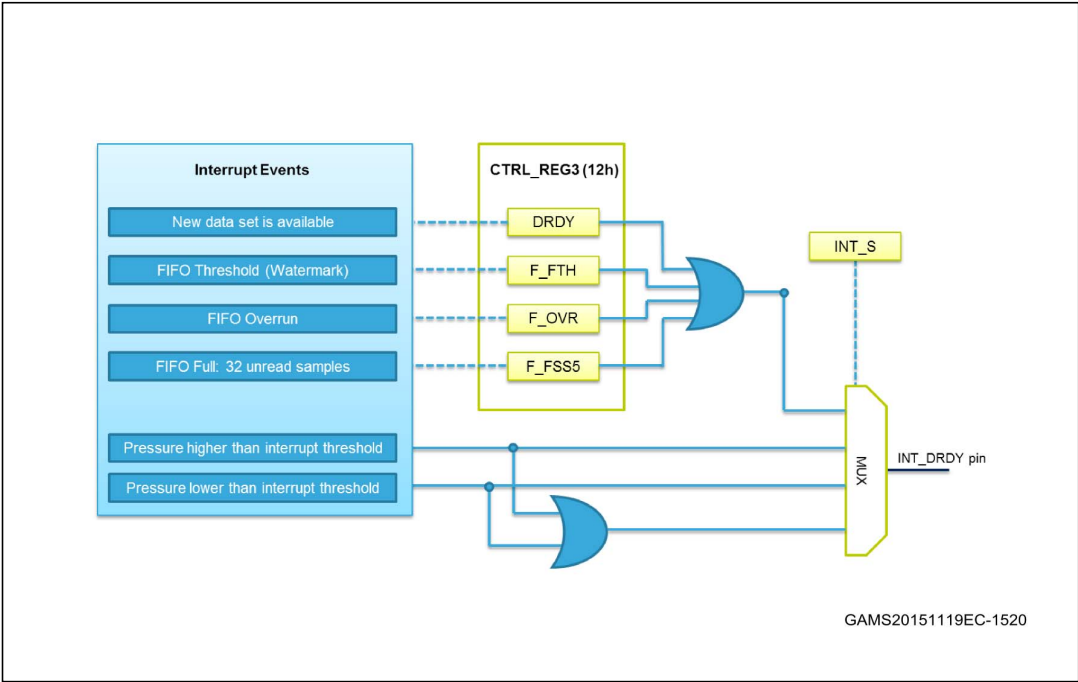 Interrupt Events
New data set is available
FIFO Threshold (Watermark)
FIFO Overrun
FIFO Full: 32 unread samples
Pressure higher than interrupt threshold
Pressure lower than interrupt threshold
CTRL_REG3 (12h)
DRDY
F_FTH
F_OVR
F_FSS5
INT_S
MUX
INT_DRDY pin
GAMS20151119EC-1520